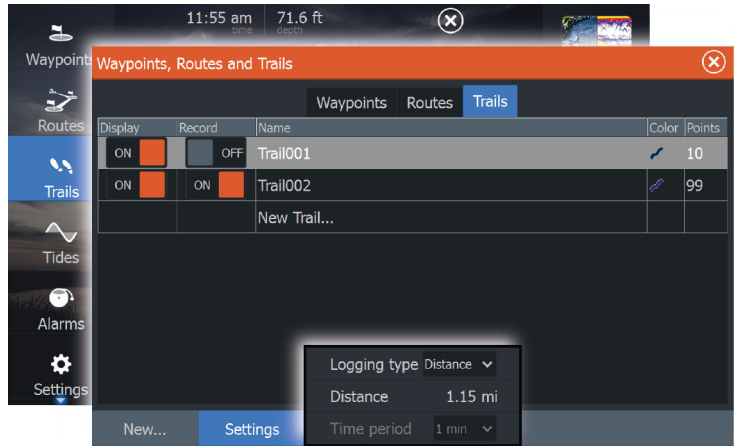 11:55 am 71.6 ft
time depth
Waypoints
Routes
Trails
Tides
Alarms
Settings
Waypoints, Routes and Trails
Waypoints Routes Trails
Display Record Name Color Points
ON OFF Trail001 10
ON ON Trail002 99
New Trail...
Logging type Distance
Distance 1.15 mi
Time period 1 min
New... Settings